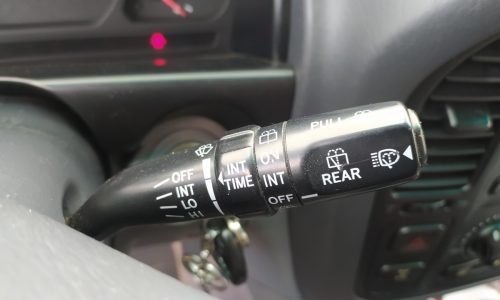 OFF
INT
LO
HI
INT
TIME
ON
INT
OFF
PULL
REAR